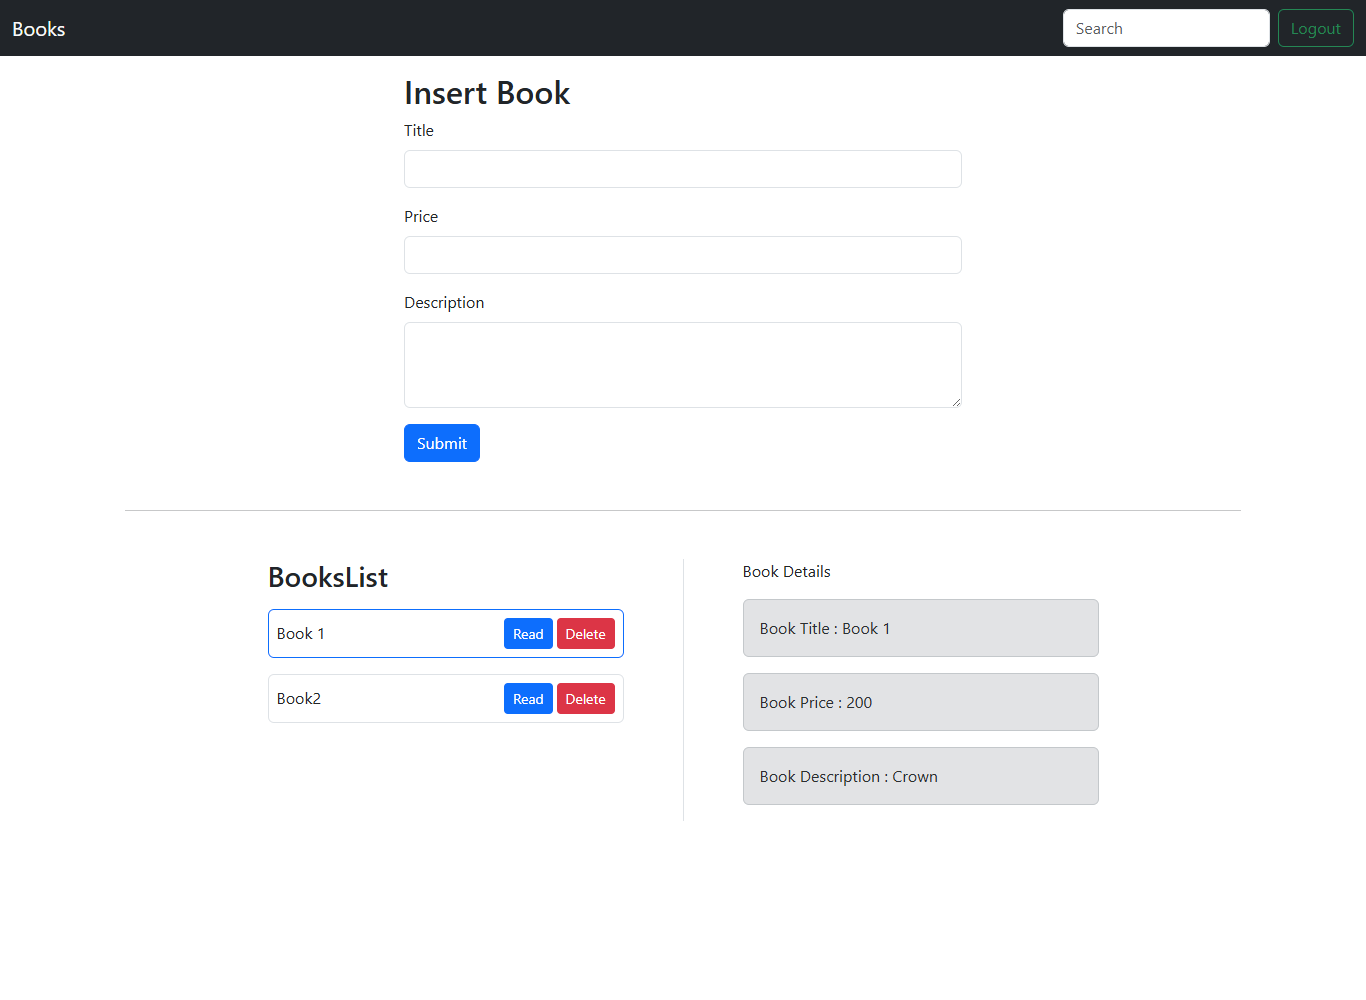 Books
Search
Logout
Insert Book
Title
Price
Description
Submit
BooksList
Book 1
Read
Delete
Book2
Read
Delete
Book Details
Book Title : Book 1
Book Price : 200
Book Description : Crown